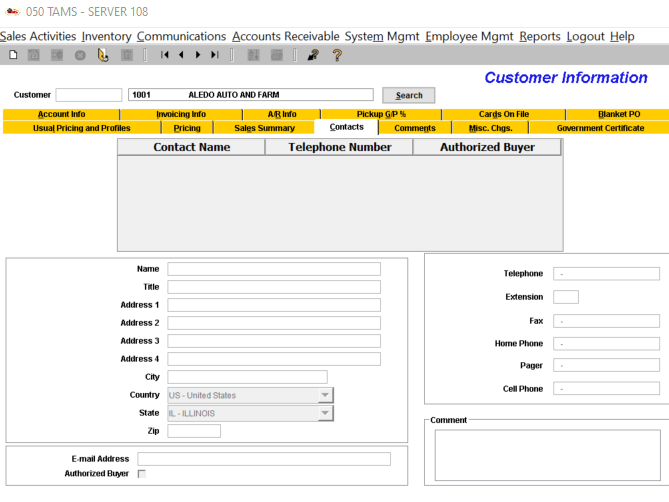 050 TAMS - SERVER 108
Sales Activities Inventory Communications Accounts Receivable System Mgmt Employee Mgmt Reports Logout Help
Customer Information
Customer 1001 ALEDO AUTO AND FARM Search
Account Info Invoicing Info A/R Info Pickup G/P % Cards On File Blanket PO
Usual Pricing and Profiles Pricing Sales Summary Contacts Comments Misc. Chgs. Government Certificate
Contact Name Telephone Number Authorized Buyer
Name
Title
Address 1
Address 2
Address 3
Address 4
City
Country US - United States
State IL - ILLINOIS
Zip
E-mail Address
Authorized Buyer
Telephone -
Extension
Fax -
Home Phone -
Pager -
Cell Phone -
Comment